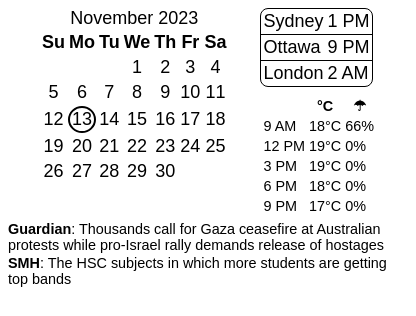 November 2023
Su Mo Tu We Th Fr Sa
1 2 3 4
5 6 7 8 9 10 11
12 13 14 15 16 17 18
19 20 21 22 23 24 25
26 27 28 29 30
Sydney 1 PM
Ottawa 9 PM
London 2 AM
°C ☂
9 AM 18°C 66%
12 PM 19°C 0%
3 PM 19°C 0%
6 PM 18°C 0%
9 PM 17°C 0%
Guardian: Thousands call for Gaza ceasefire at Australian
protests while pro-Israel rally demands release of hostages
SMH: The HSC subjects in which more students are getting
top bands